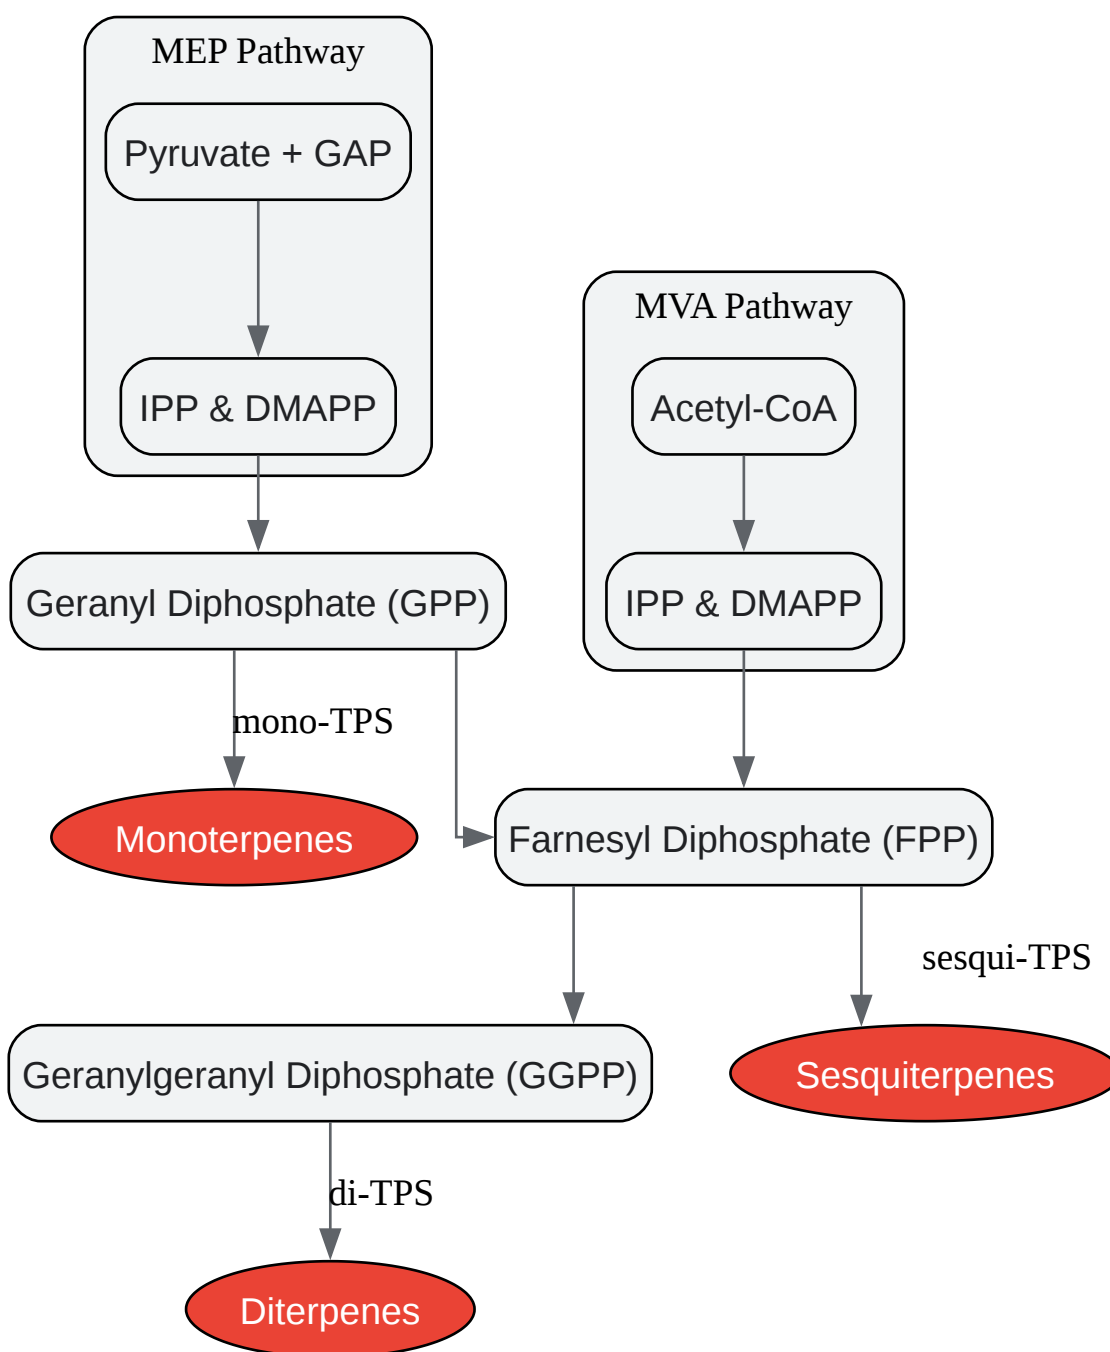 MEP Pathway
Pyruvate + GAP
MVA Pathway
IPP & DMAPP
Acetyl-CoA
Geranyl Diphosphate (GPP)
IPP & DMAPP
mono-TPS
Monoterpenes
Farnesyl Diphosphate (FPP)
sesqui-TPS
Geranylgeranyl Diphosphate (GGPP)
Sesquiterpenes
di-TPS
Diterpenes